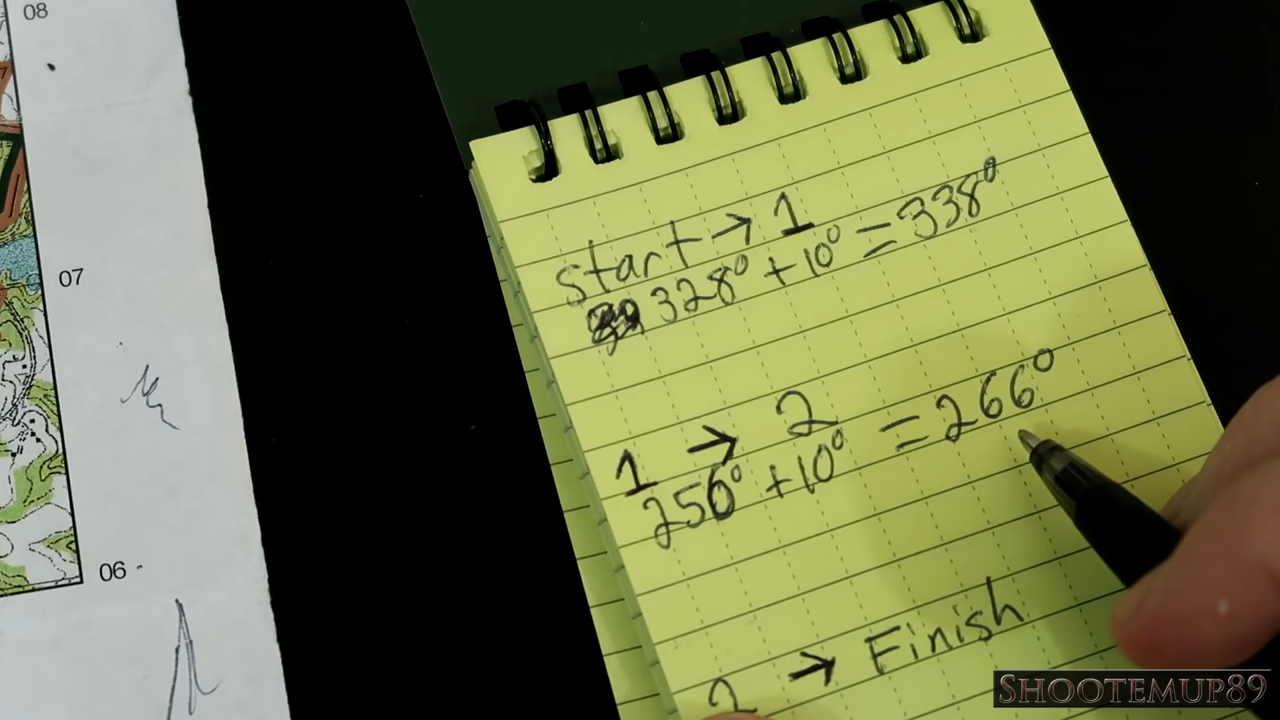 08
07
06
start → 1
328° + 10° = 338°
1 → 2
256° + 10° = 266°
2 → Finish
SHOOTEMUP89